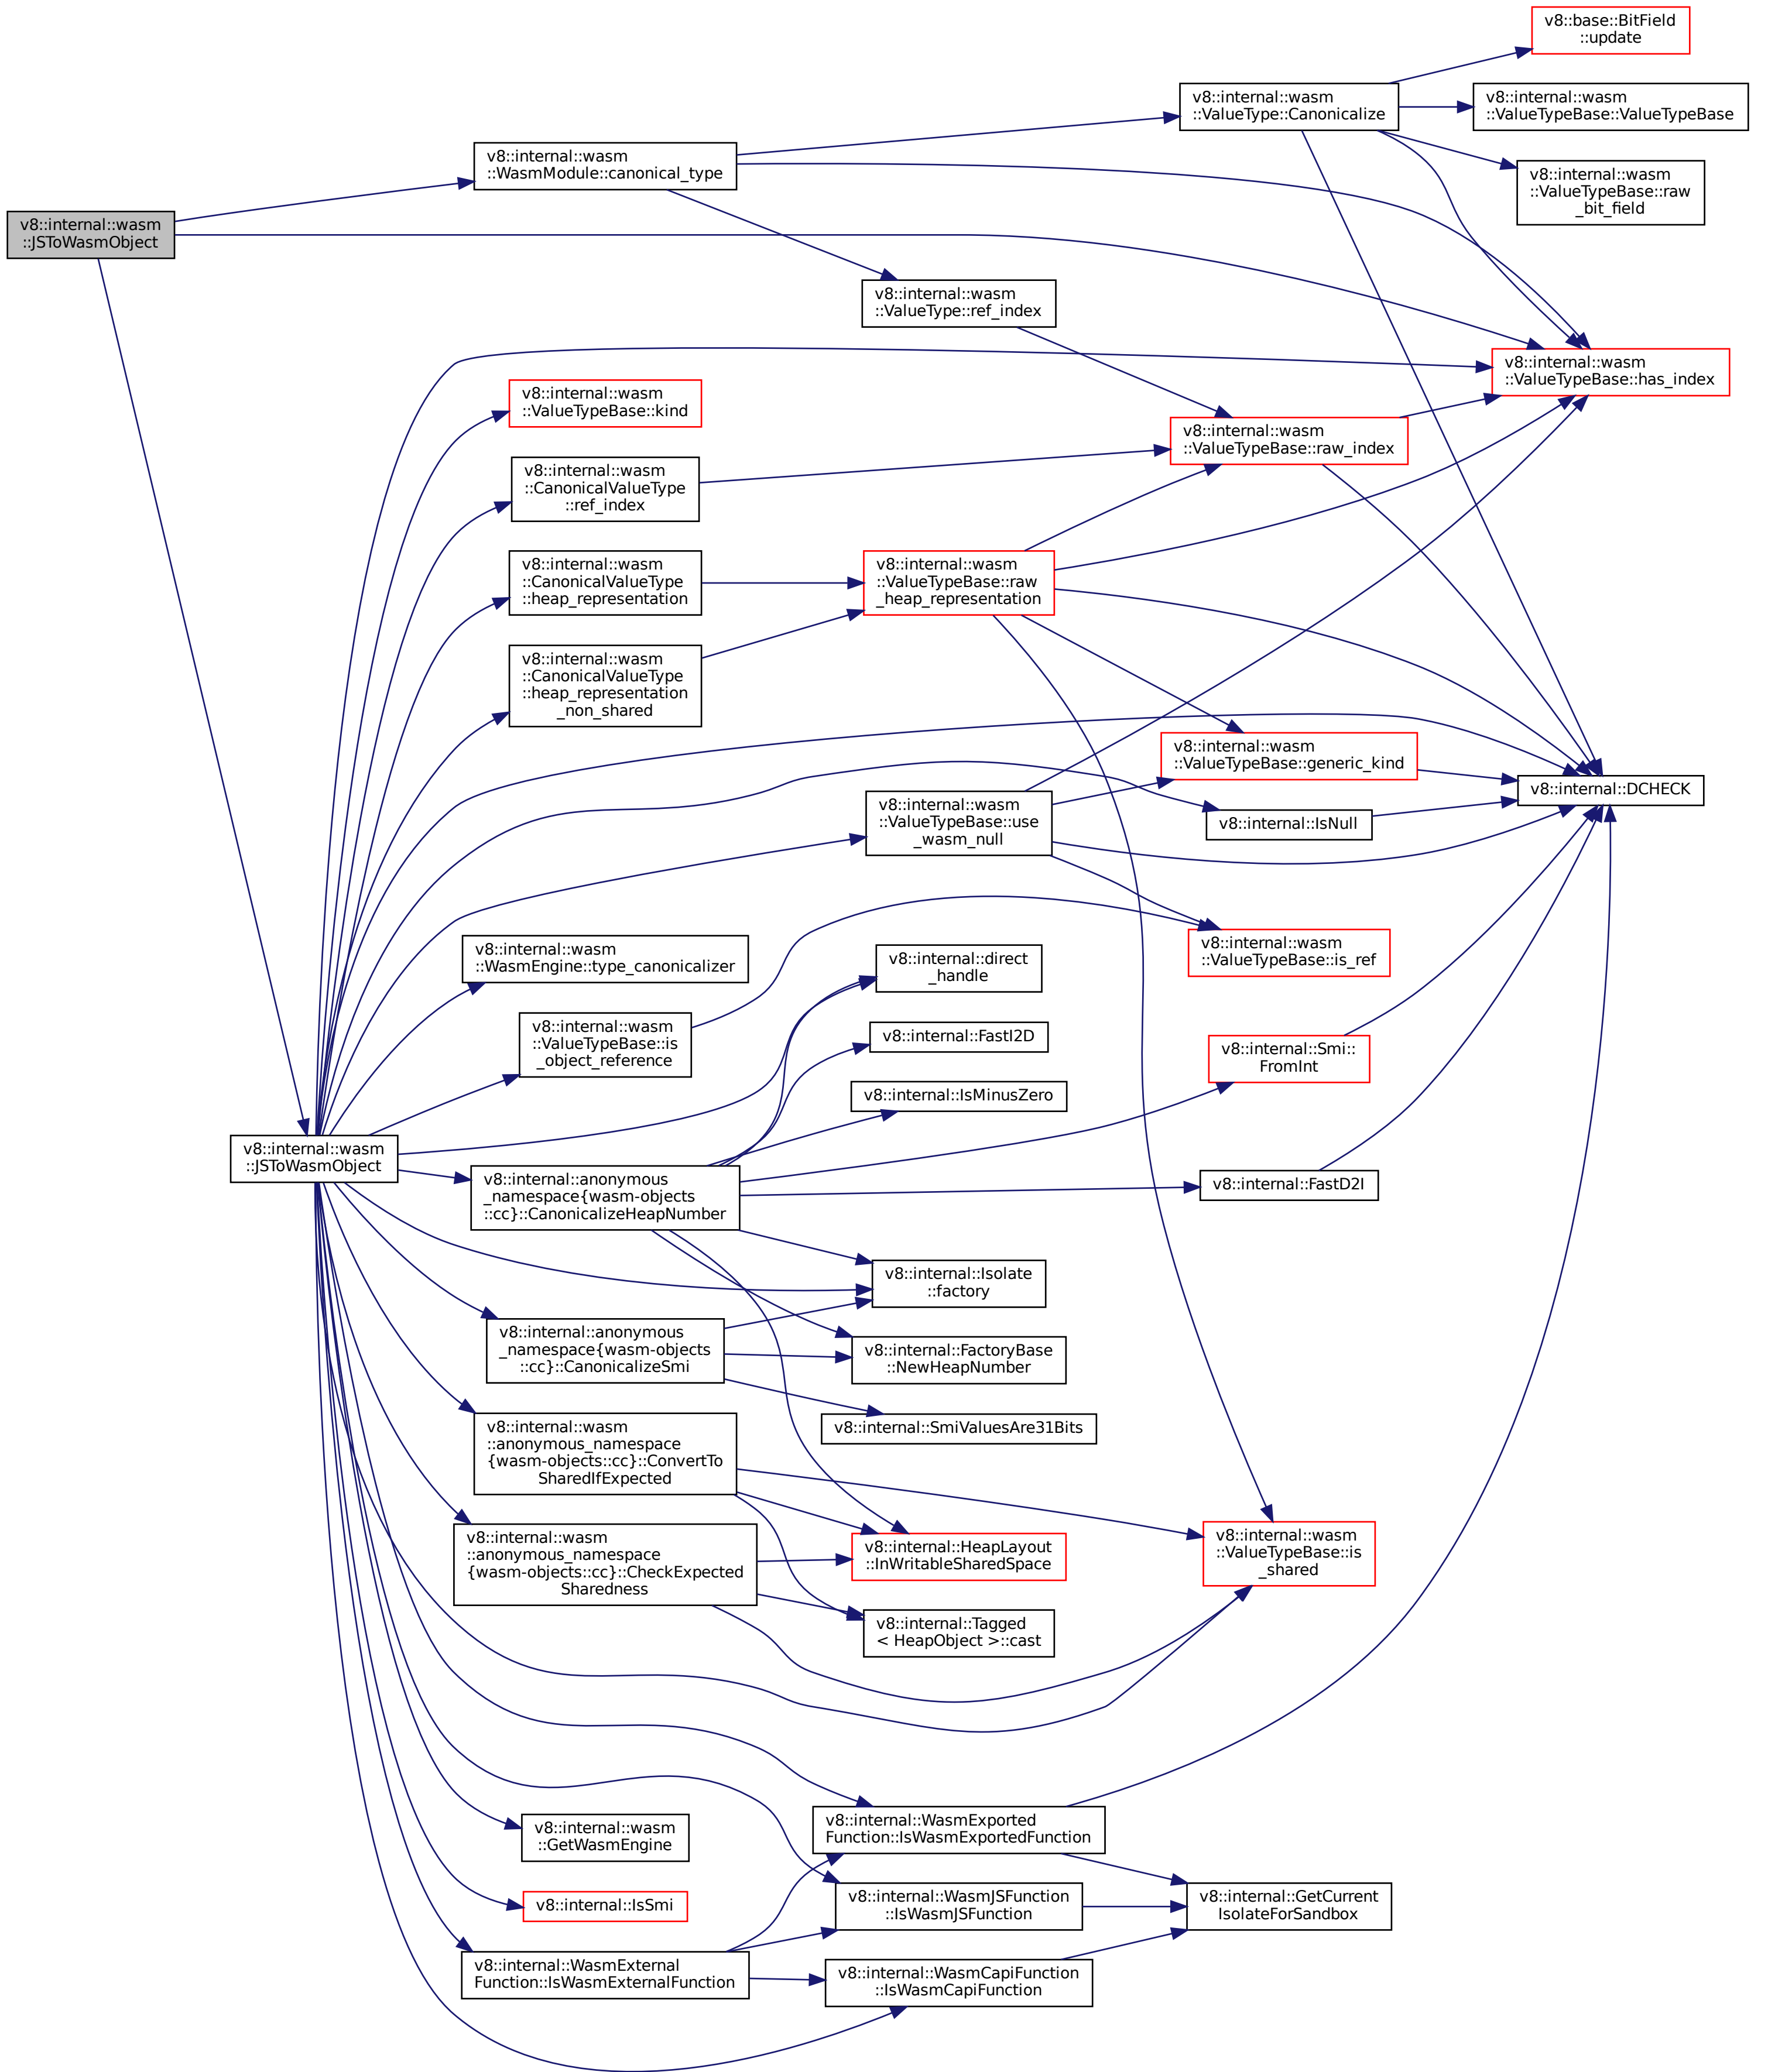 v8::base::BitField
::update
v8::internal::wasm
::ValueType::Canonicalize
v8::internal::wasm
::ValueTypeBase::ValueTypeBase
v8::internal::wasm
::WasmModule::canonical_type
v8::internal::wasm
::ValueTypeBase::raw
_bit_field
v8::internal::wasm
::JSToWasmObject
v8::internal::wasm
::ValueType::ref_index
v8::internal::wasm
::ValueTypeBase::has_index
v8::internal::wasm
::ValueTypeBase::kind
v8::internal::wasm
::ValueTypeBase::raw_index
v8::internal::wasm
::CanonicalValueType
::ref_index
v8::internal::wasm
::CanonicalValueType
::heap_representation
v8::internal::wasm
::ValueTypeBase::raw
_heap_representation
v8::internal::wasm
::CanonicalValueType
::heap_representation
_non_shared
v8::internal::wasm
::ValueTypeBase::generic_kind
v8::internal::DCHECK
v8::internal::wasm
::ValueTypeBase::use
_wasm_null
v8::internal::IsNull
v8::internal::wasm
::WasmEngine::type_canonicalizer
v8::internal::direct
_handle
v8::internal::wasm
::ValueTypeBase::is_ref
v8::internal::wasm
::ValueTypeBase::is
_object_reference
v8::internal::FastI2D
v8::internal::Smi::
FromInt
v8::internal::IsMinusZero
v8::internal::wasm
::JSToWasmObject
v8::internal::anonymous
_namespace{wasm-objects
::cc}::CanonicalizeHeapNumber
v8::internal::FastD2I
v8::internal::Isolate
::factory
v8::internal::anonymous
_namespace{wasm-objects
::cc}::CanonicalizeSmi
v8::internal::FactoryBase
::NewHeapNumber
v8::internal::SmiValuesAre31Bits
v8::internal::wasm
::anonymous_namespace
{wasm-objects::cc}::ConvertTo
SharedIfExpected
v8::internal::wasm
::anonymous_namespace
{wasm-objects::cc}::CheckExpected
Sharedness
v8::internal::HeapLayout
::InWritableSharedSpace
v8::internal::wasm
::ValueTypeBase::is
_shared
v8::internal::Tagged
< HeapObject >::cast
v8::internal::wasm
::GetWasmEngine
v8::internal::WasmExported
Function::IsWasmExportedFunction
v8::internal::IsSmi
v8::internal::WasmJSFunction
::IsWasmJSFunction
v8::internal::GetCurrent
IsolateForSandbox
v8::internal::WasmExternal
Function::IsWasmExternalFunction
v8::internal::WasmCapiFunction
::IsWasmCapiFunction